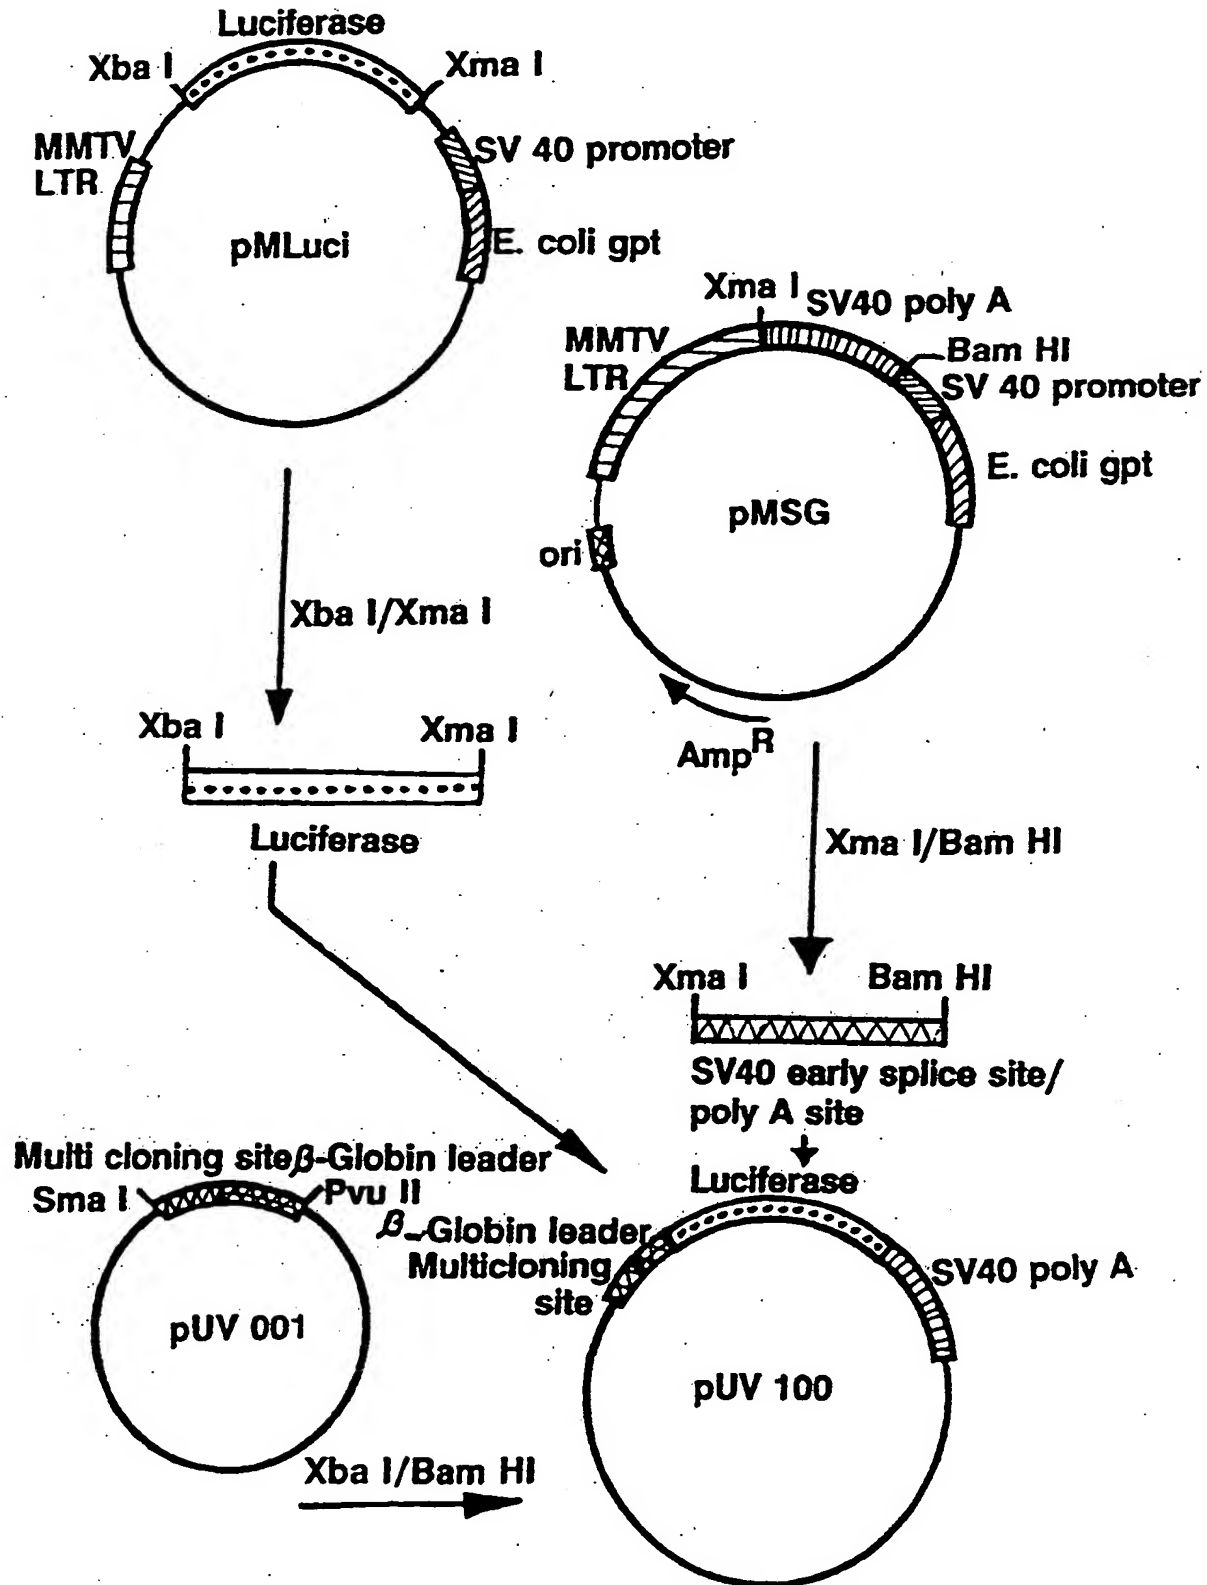 Luciferase
Xba I
Xma I
MMTV
LTR
SV 40 promoter
pMLuci
E. coli gpt
Xma I
SV40 poly A
MMTV
LTR
Bam HI
SV 40 promoter
E. coli gpt
pMSG
ori
Amp^R
Xba I/Xma I
Xba I
Xma I
Luciferase
Xma I/Bam HI
Xma I
Bam HI
SV40 early splice site/
poly A site
Multi cloning site β-Globin leader
Sma I
Pvu II
pUV 001
Xba I/Bam HI
Luciferase
β-Globin leader
Multicloning
site
SV40 poly A
pUV 100